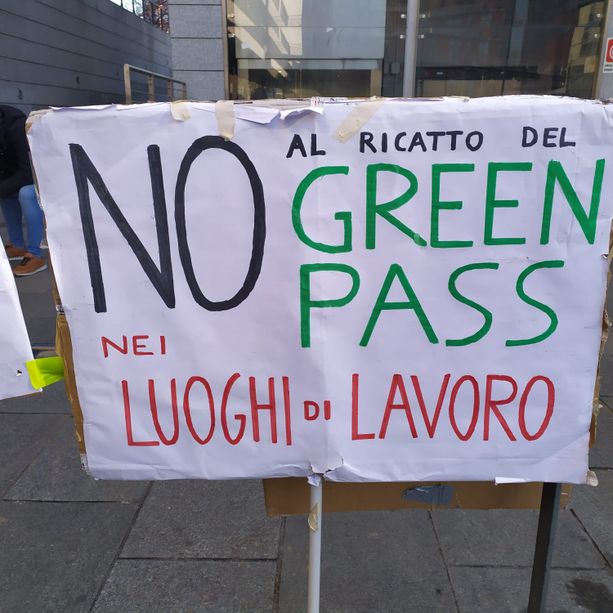 NO AL RICATTO DEL
GREEN
PASS
NEI
LUOGHI DI LAVORO